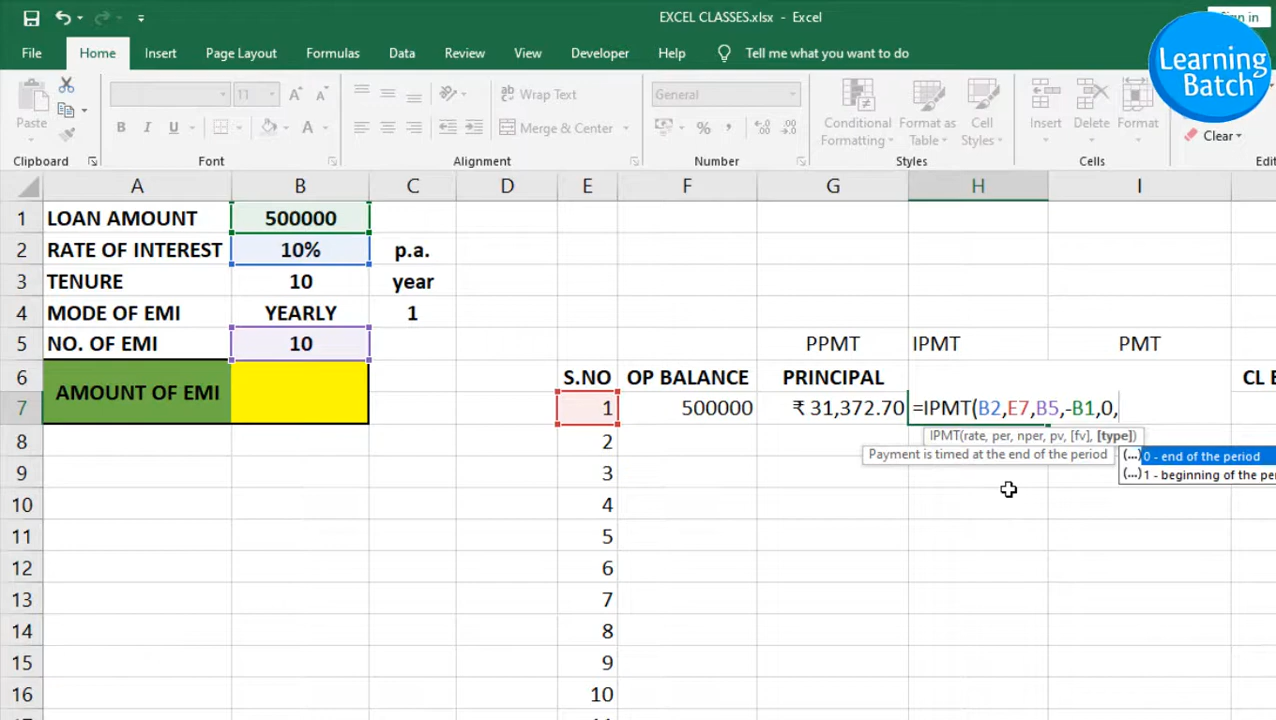 EXCEL CLASSES.xlsx - Excel
Sign in
File Home Insert Page Layout Formulas Data Review View Developer Help Tell me what you want to do
Learning
Batch
Paste
11
B I U
A
Wrap Text
Merge & Center
General
%
Conditional
Formatting
Format as
Table
Cell
Styles
Insert
Delete
Format
Clear
Clipboard Font Alignment Number Styles Cells Edit
A B C D E F G H I
1 LOAN AMOUNT 500000
2 RATE OF INTEREST 10% p.a.
3 TENURE 10 year
4 MODE OF EMI YEARLY 1
5 NO. OF EMI 10 PPMT IPMT PMT
6 AMOUNT OF EMI S.NO OP BALANCE PRINCIPAL CL E
7 1 500000 ₹ 31,372.70 =IPMT(B2,E7,B5,-B1,0,
IPMT(rate, per, nper, pv, [fv], [type])
Payment is timed at the end of the period
(...) 0 - end of the period
(...) 1 - beginning of the pe
8 2
9 3
10 4
11 5
12 6
13 7
14 8
15 9
16 10